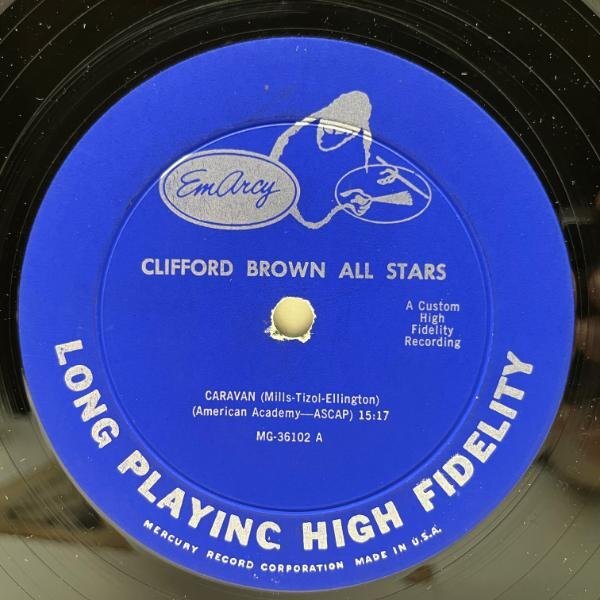 EmArcy
CLIFFORD BROWN ALL STARS
A Custom
High
Fidelity
Recording
CARAVAN (Mills-Tizol-Ellington)
(American Academy—ASCAP) 15:17
MG-36102 A
LONG PLAYING HIGH FIDELITY
MERCURY RECORD CORPORATION MADE IN U.S.A.